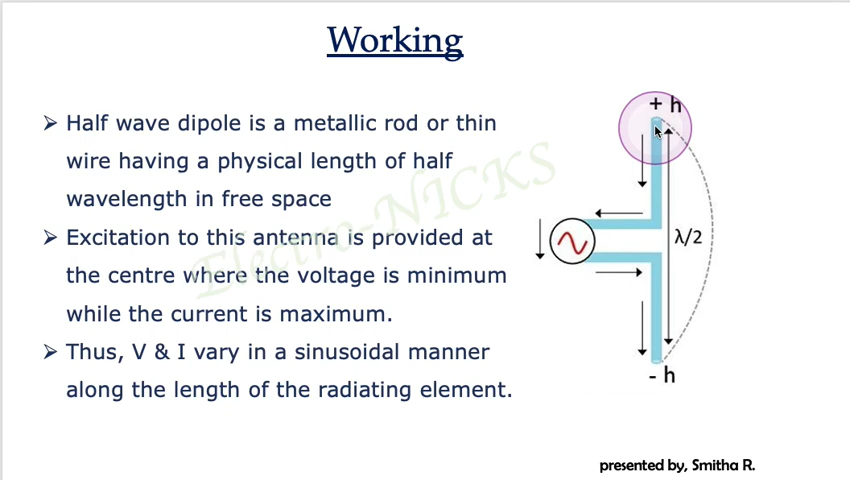 Working
➢ Half wave dipole is a metallic rod or thin
wire having a physical length of half
wavelength in free space
➢ Excitation to this antenna is provided at
the centre where the voltage is minimum
while the current is maximum.
➢ Thus, V & I vary in a sinusoidal manner
along the length of the radiating element.
+ h
λ/2
- h
Electro-NICKS
presented by, Smitha R.